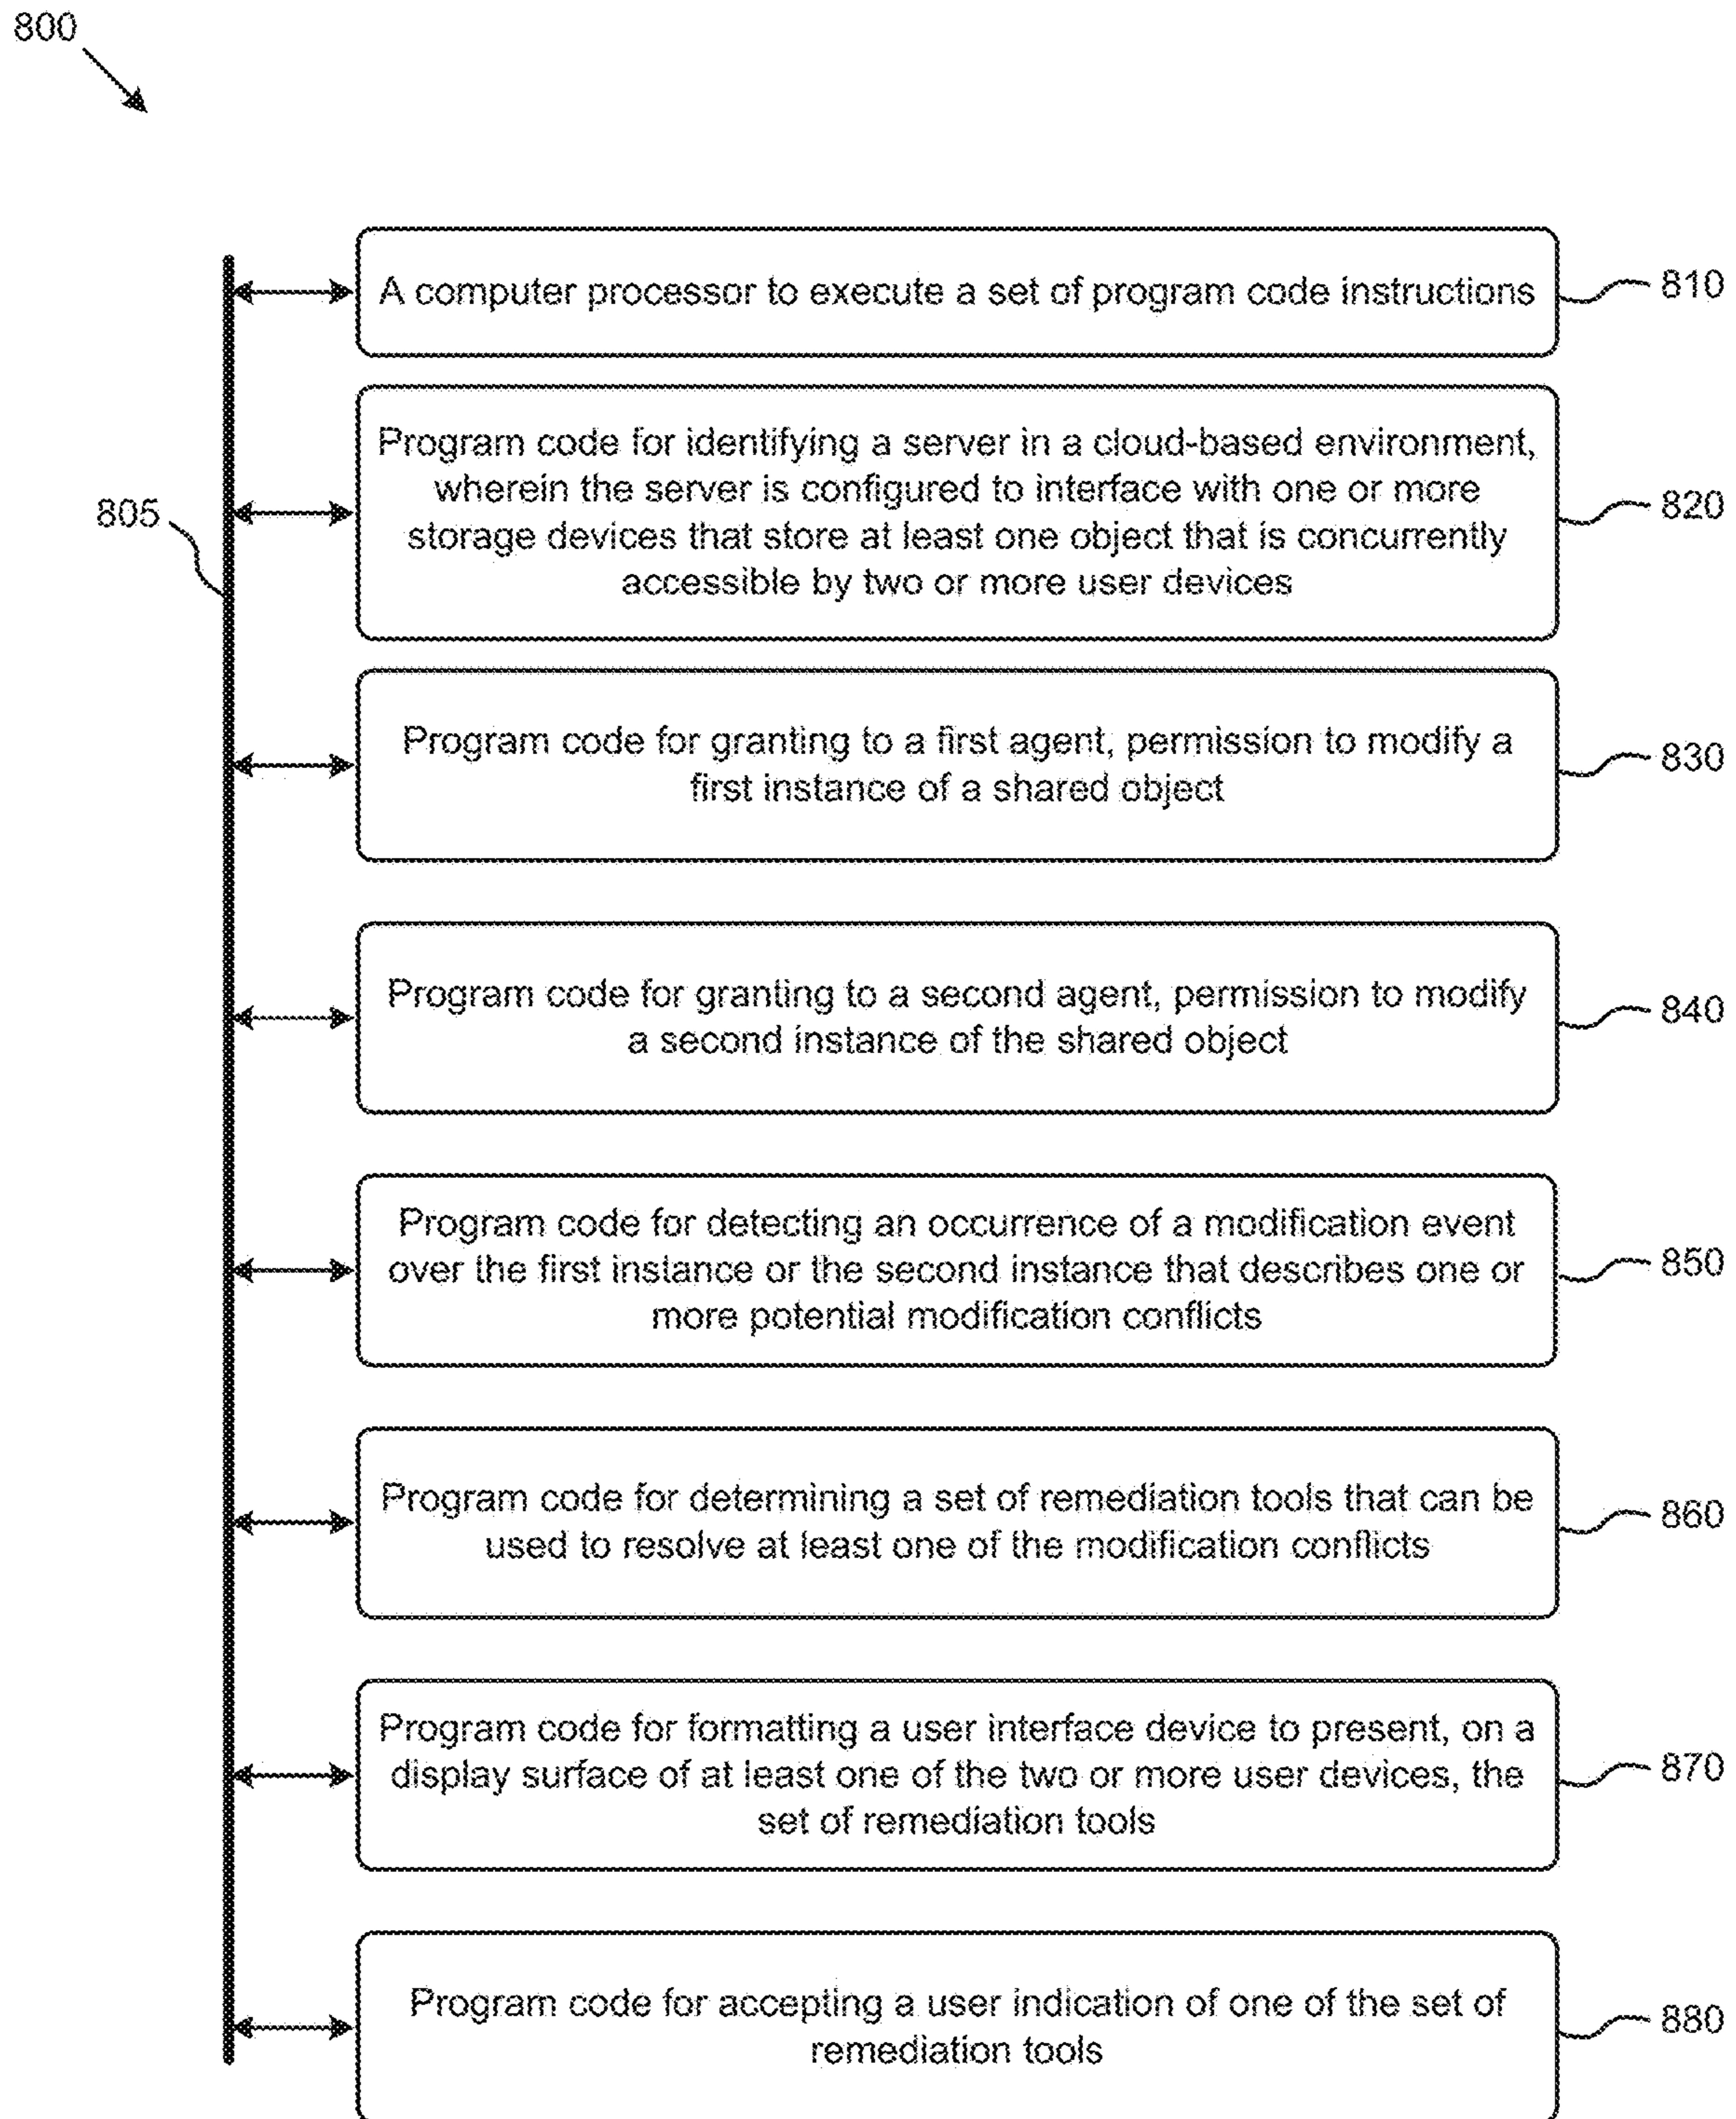 800
A computer processor to execute a set of program code instructions
810
Program code for identifying a server in a cloud-based environment,
wherein the server is configured to interface with one or more
storage devices that store at least one object that is concurrently
accessible by two or more user devices
805
820
Program code for granting to a first agent, permission to modify a
first instance of a shared object
830
Program code for granting to a second agent, permission to modify
a second instance of the shared object
840
Program code for detecting an occurrence of a modification event
over the first instance or the second instance that describes one or
more potential modification conflicts
850
Program code for determining a set of remediation tools that can be
used to resolve at least one of the modification conflicts
860
Program code for formatting a user interface device to present, on a
display surface of at least one of the two or more user devices, the
set of remediation tools
870
Program code for accepting a user indication of one of the set of
remediation tools
880